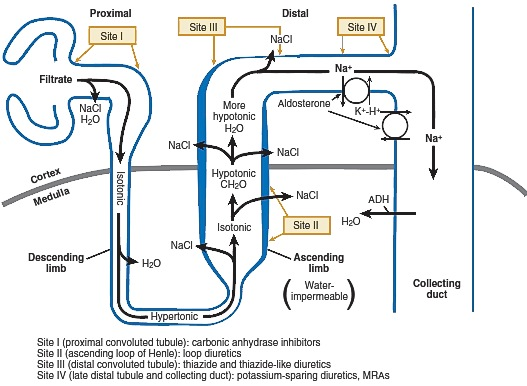 Proximal
Distal
Site I
Site III
Site IV
NaCl
Filtrate
NaCl
H2O
Na+
Aldosterone
K+-H+
More
hypotonic
H2O
Na+
NaCl
NaCl
Cortex
Medulla
Isotonic
Hypotonic
CH2O
NaCl
ADH
H2O
Site II
Isotonic
NaCl
Descending
limb
H2O
Ascending
limb
(Water-
impermeable)
Collecting
duct
Hypertonic
Site I (proximal convoluted tubule): carbonic anhydrase inhibitors
Site II (ascending loop of Henle): loop diuretics
Site III (distal convoluted tubule): thiazide and thiazide-like diuretics
Site IV (late distal tubule and collecting duct): potassium-sparing diuretics, MRAs